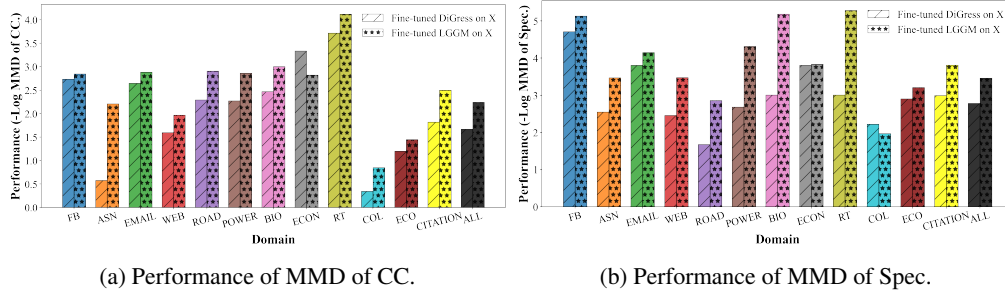 Performance (-Log MMD of CC.)
4.0
3.5
3.0
2.5
2.0
1.5
1.0
0.5
0.0
Fine-tuned DiGress on X
Fine-tuned LGGM on X
FB ASN EMAIL WEB ROAD POWER BIO ECON RT COL ECO CITATION ALL
Domain
(a) Performance of MMD of CC.
Performance (-Log MMD of Spec.)
5
4
3
2
1
0
Fine-tuned DiGress on X
Fine-tuned LGGM on X
FB ASN EMAIL WEB ROAD POWER BIO ECON RT COL ECO CITATION ALL
Domain
(b) Performance of MMD of Spec.